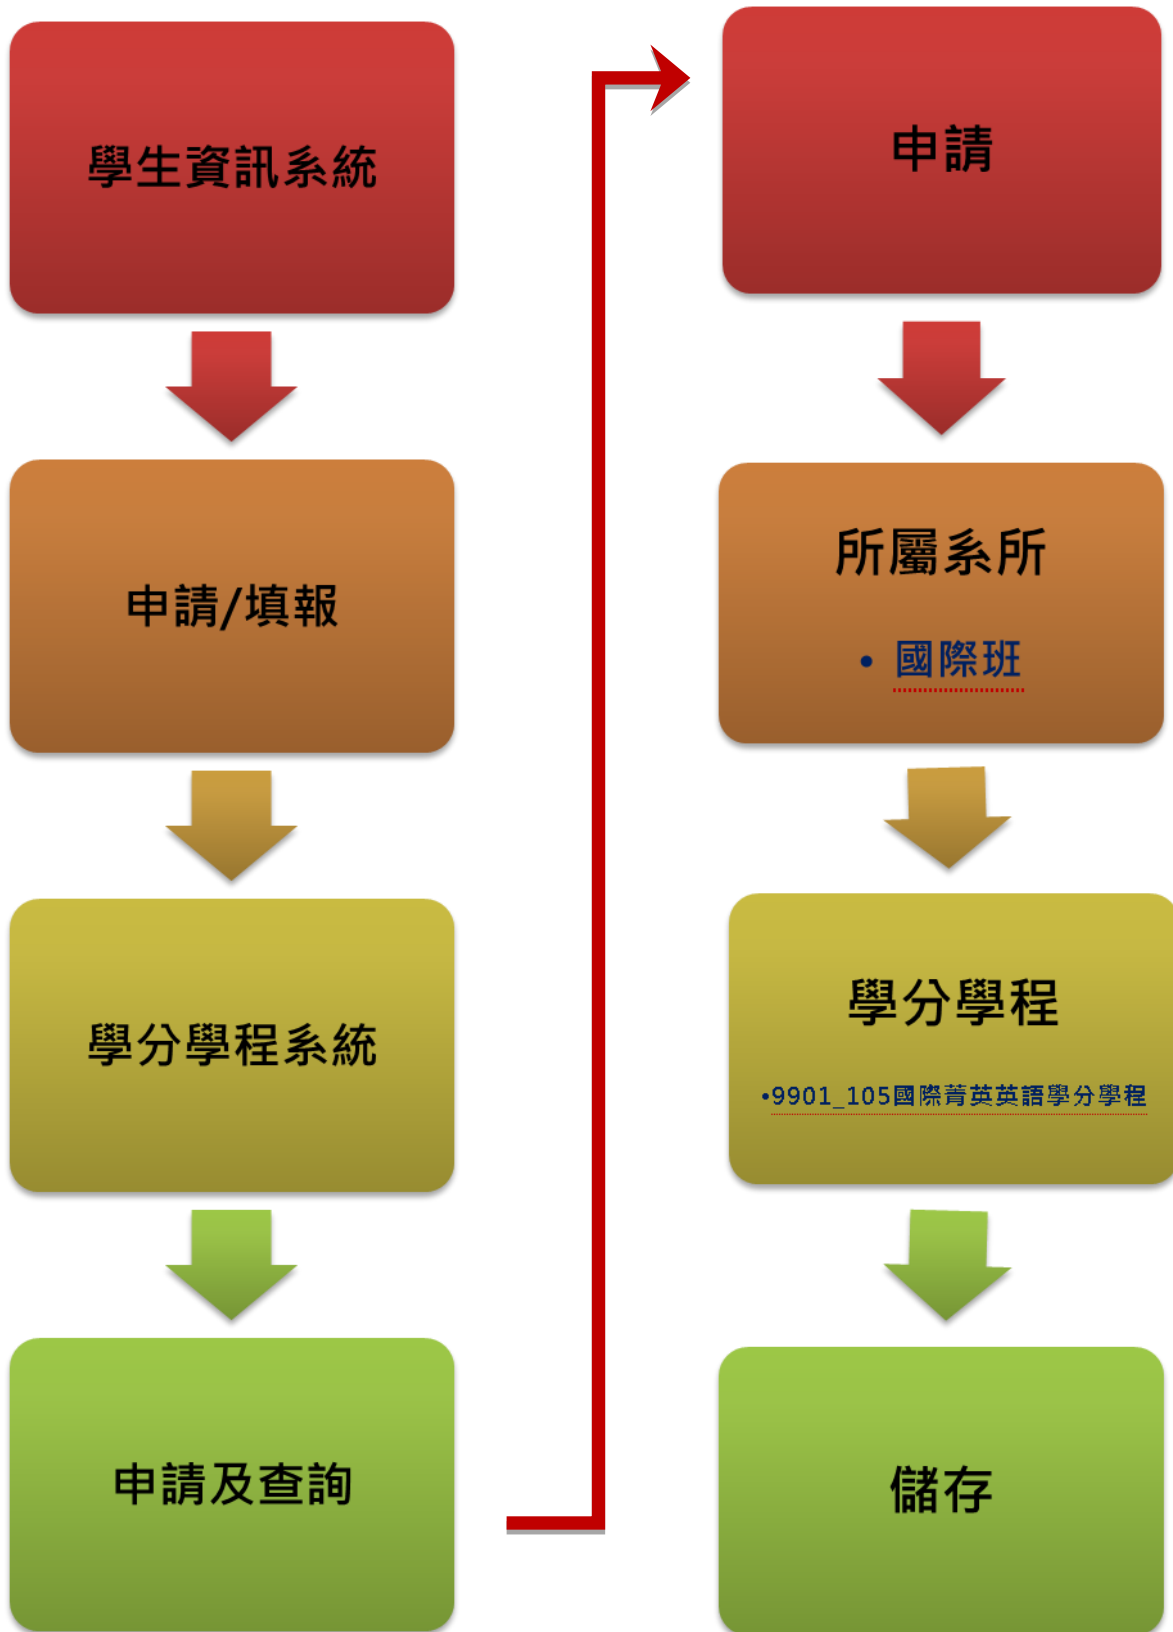 學生資訊系統
申請/填報
學分學程系統
申請及查詢
申請
所屬系所
• 國際班
學分學程
•9901_105國際菁英英語學分學程
儲存